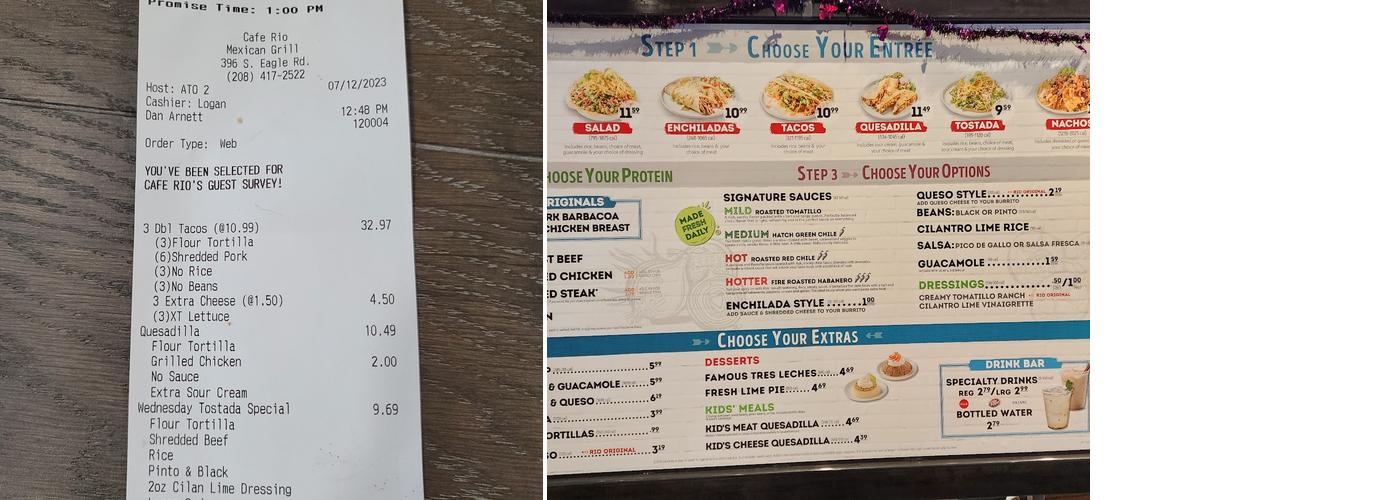 Promise Time: 1:00 PM
Cafe Rio
Mexican Grill
396 S. Eagle Rd.
(208) 417-2522
Host: ATO 2 07/12/2023
Cashier: Logan 12:48 PM
Dan Arnett 120004
Order Type: Web
YOU'VE BEEN SELECTED FOR
CAFE RIO'S GUEST SURVEY!
3 Dbl Tacos (@10.99) 32.97
(3)Flour Tortilla
(6)Shredded Pork
(3)No Rice
(3)No Beans
3 Extra Cheese (@1.50) 4.50
(3)XT Lettuce
Quesadilla 10.49
Flour Tortilla
Grilled Chicken 2.00
No Sauce
Extra Sour Cream
Wednesday Tostada Special 9.69
Flour Tortilla
Shredded Beef
Rice
Pinto & Black
2oz Cilan Lime Dressing
STEP 1 CHOOSE YOUR ENTREE
11.59 10.99 10.99 11.49 9.59
SALAD ENCHILADAS TACOS QUESADILLA TOSTADA NACHOS
HOOSE YOUR PROTEIN
RIGINALS
RK BARBACOA
CHICKEN BREAST
ST BEEF
ED CHICKEN
ED STEAK*
N
MADE
FRESH
DAILY
STEP 3 CHOOSE YOUR OPTIONS
SIGNATURE SAUCES
MILD ROASTED TOMATILLO
MEDIUM HATCH GREEN CHILE
HOT ROASTED RED CHILE
HOTTER FIRE ROASTED HABANERO
ENCHILADA STYLE 1.00
ADD SAUCE & SHREDDED CHEESE TO YOUR BURRITO
QUESO STYLE RIO ORIGINAL 2.19
ADD QUESO CHEESE TO YOUR BURRITO
BEANS: BLACK OR PINTO
CILANTRO LIME RICE
SALSA: PICO DE GALLO OR SALSA FRESCA
GUACAMOLE 1.59
DRESSINGS .50/1.00
CREAMY TOMATILLO RANCH RIO ORIGINAL
CILANTRO LIME VINAIGRETTE
CHOOSE YOUR EXTRAS
P 5.99
& GUACAMOLE 5.99
& QUESO 6.29
A 3.99
ORTILLAS .99
SO RIO ORIGINAL 3.19
DESSERTS
FAMOUS TRES LECHES 4.69
FRESH LIME PIE 4.69
KIDS' MEALS
KID'S MEAT QUESADILLA 4.69
KID'S CHEESE QUESADILLA 4.39
DRINK BAR
SPECIALTY DRINKS
REG 2.79/LRG 2.99
BOTTLED WATER
2.79